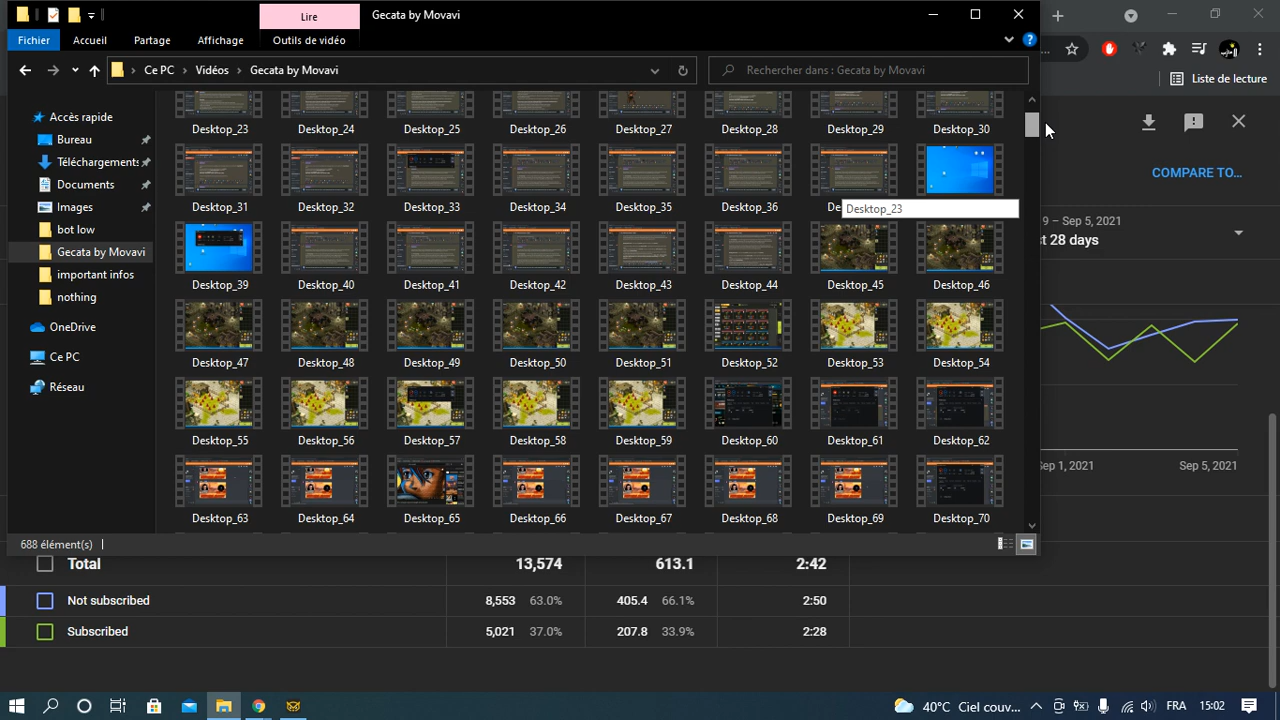 Lire
Gecata by Movavi
Fichier
Accueil
Partage
Affichage
Outils de vidéo
Ce PC
Vidéos
Gecata by Movavi
Rechercher dans : Gecata by Movavi
Liste de lecture
Accès rapide
Bureau
Téléchargements
Documents
Images
bot low
Gecata by Movavi
important infos
nothing
OneDrive
Ce PC
Réseau
Desktop_23 Desktop_24 Desktop_25 Desktop_26 Desktop_27 Desktop_28 Desktop_29 Desktop_30
Desktop_31 Desktop_32 Desktop_33 Desktop_34 Desktop_35 Desktop_36
Desktop_23
Desktop_39 Desktop_40 Desktop_41 Desktop_42 Desktop_43 Desktop_44 Desktop_45 Desktop_46
Desktop_47 Desktop_48 Desktop_49 Desktop_50 Desktop_51 Desktop_52 Desktop_53 Desktop_54
Desktop_55 Desktop_56 Desktop_57 Desktop_58 Desktop_59 Desktop_60 Desktop_61 Desktop_62
Desktop_63 Desktop_64 Desktop_65 Desktop_66 Desktop_67 Desktop_68 Desktop_69 Desktop_70
688 élément(s)
COMPARE TO...
9 – Sep 5, 2021
st 28 days
Sep 1, 2021
Sep 5, 2021
Total 13,574 613.1 2:42
Not subscribed 8,553 63.0% 405.4 66.1% 2:50
Subscribed 5,021 37.0% 207.8 33.9% 2:28
40°C Ciel couv... FRA 15:02